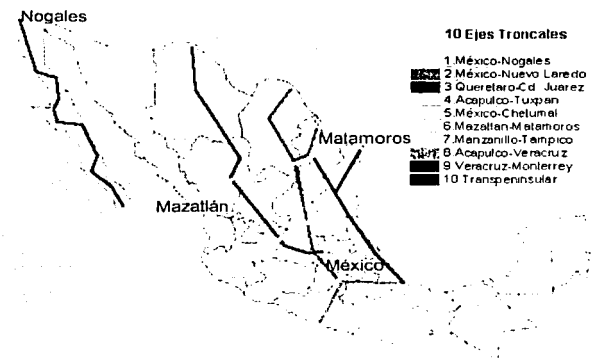 Nogales
10 Ejes Troncales
1.México-Nogales
2 México-Nuevo Laredo
3 Queretaro-Cd Juarez
4 Acapulco-Tuxpan
5.México-Chetumal
6 Mazatlan-Matamoros
7.Manzanillo-Tampico
8 Acapulco-Veracruz
9 Veracruz-Monterrey
10 Transpeninsular
Matamoros
Mazatlán
México